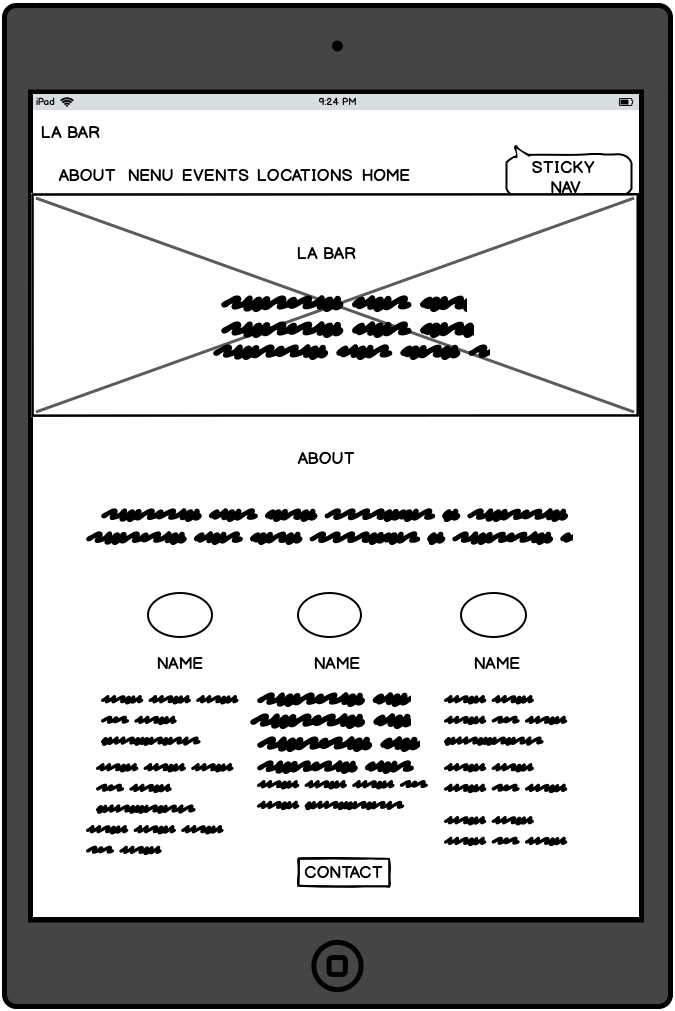 iPad 9:24 PM
LA BAR
ABOUT NENU EVENTS LOCATIONS HOME
STICKY
NAV
LA BAR
ABOUT
NAME NAME NAME
CONTACT